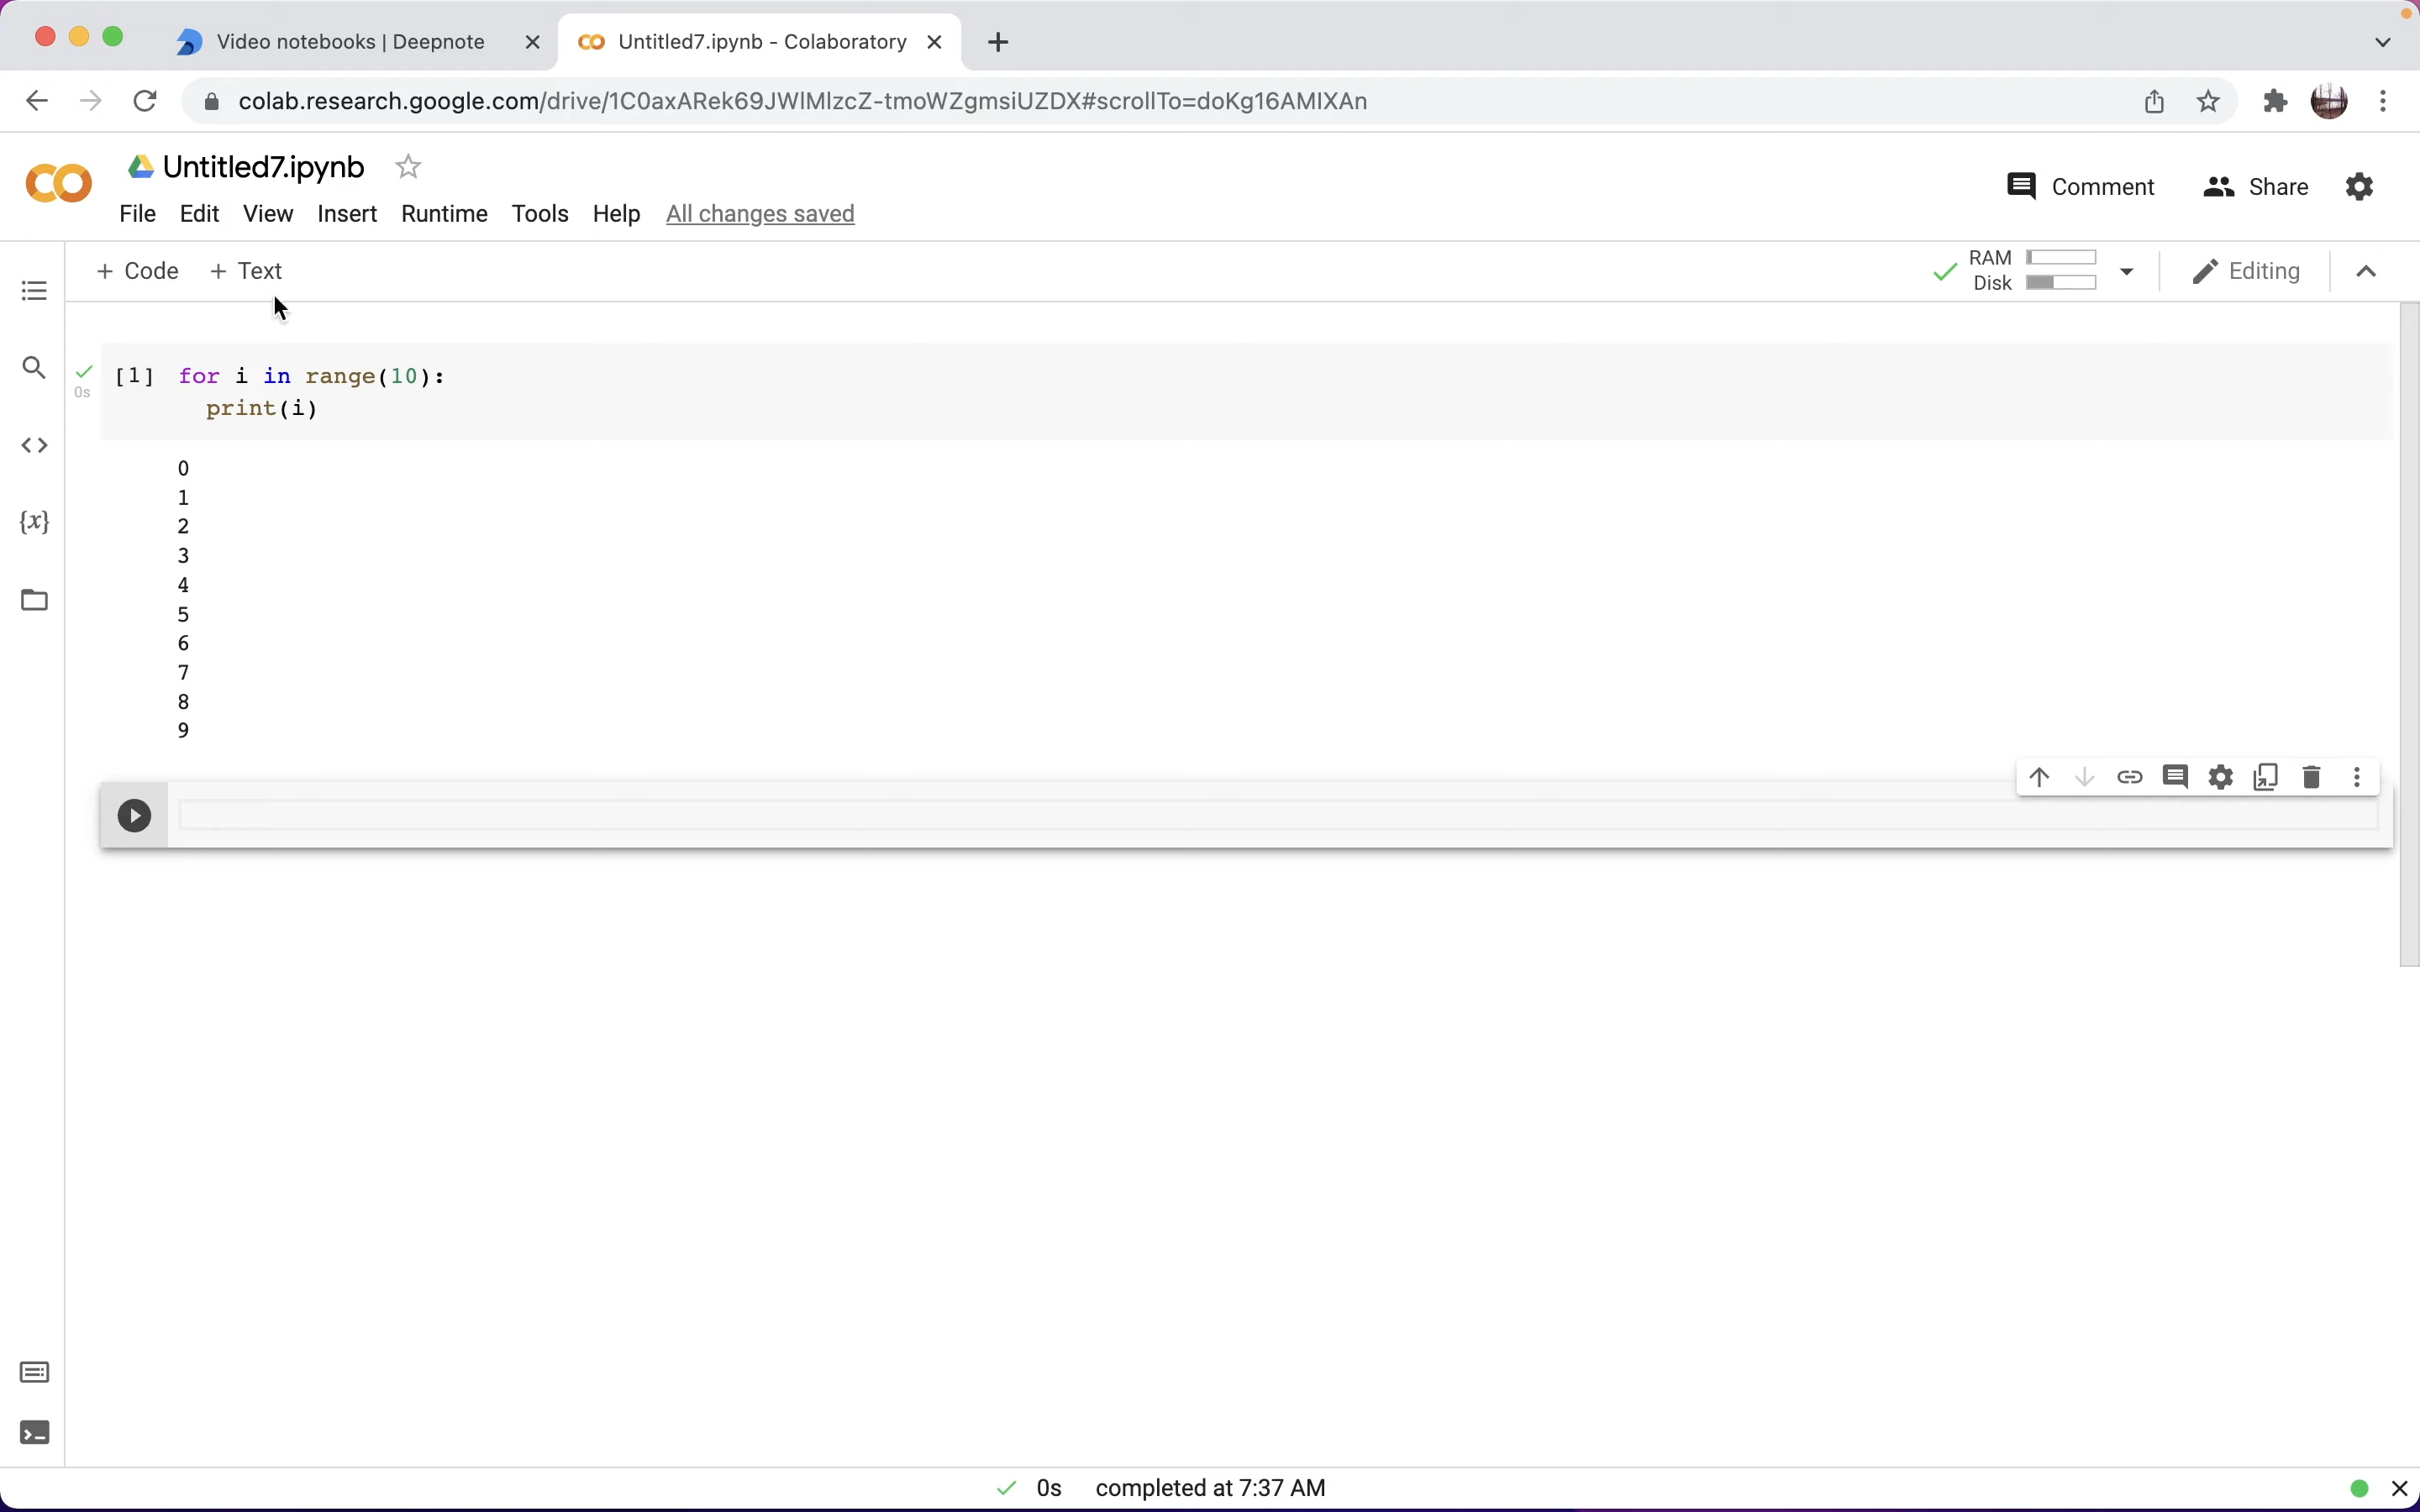 Video notebooks | Deepnote
Untitled7.ipynb - Colaboratory
colab.research.google.com/drive/1C0axARek69JWlMlzcZ-tmoWZgmsiUZDX#scrollTo=doKg16AMIXAn
Untitled7.ipynb
File Edit View Insert Runtime Tools Help All changes saved
Comment Share
+ Code + Text
RAM
Disk
Editing
[1] for i in range(10):
0s
print(i)
0
1
2
3
4
5
6
7
8
9
{x}
0s completed at 7:37 AM